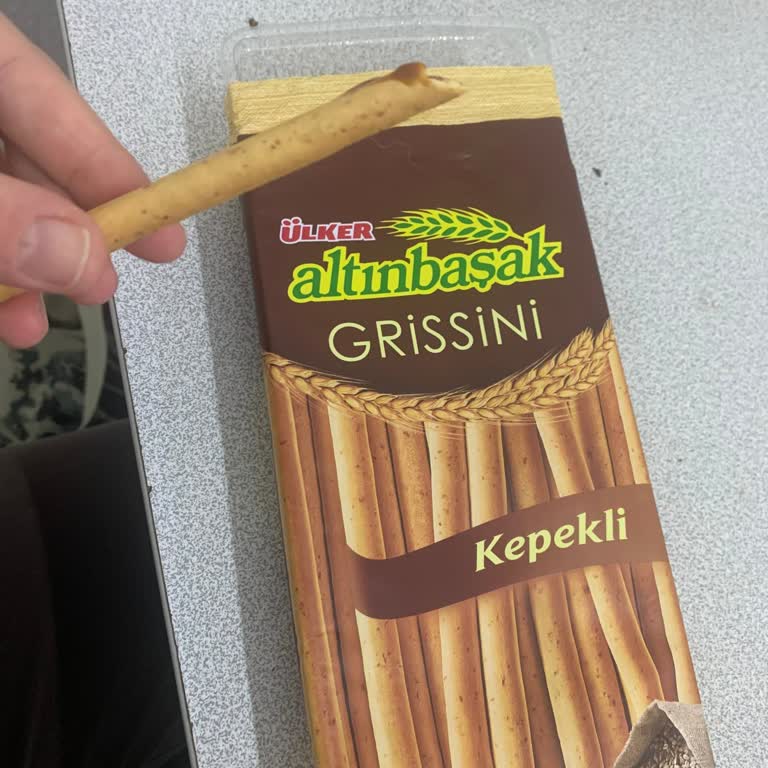 ÜLKER
altınbaşak
GRiSSiNi
Kepekli